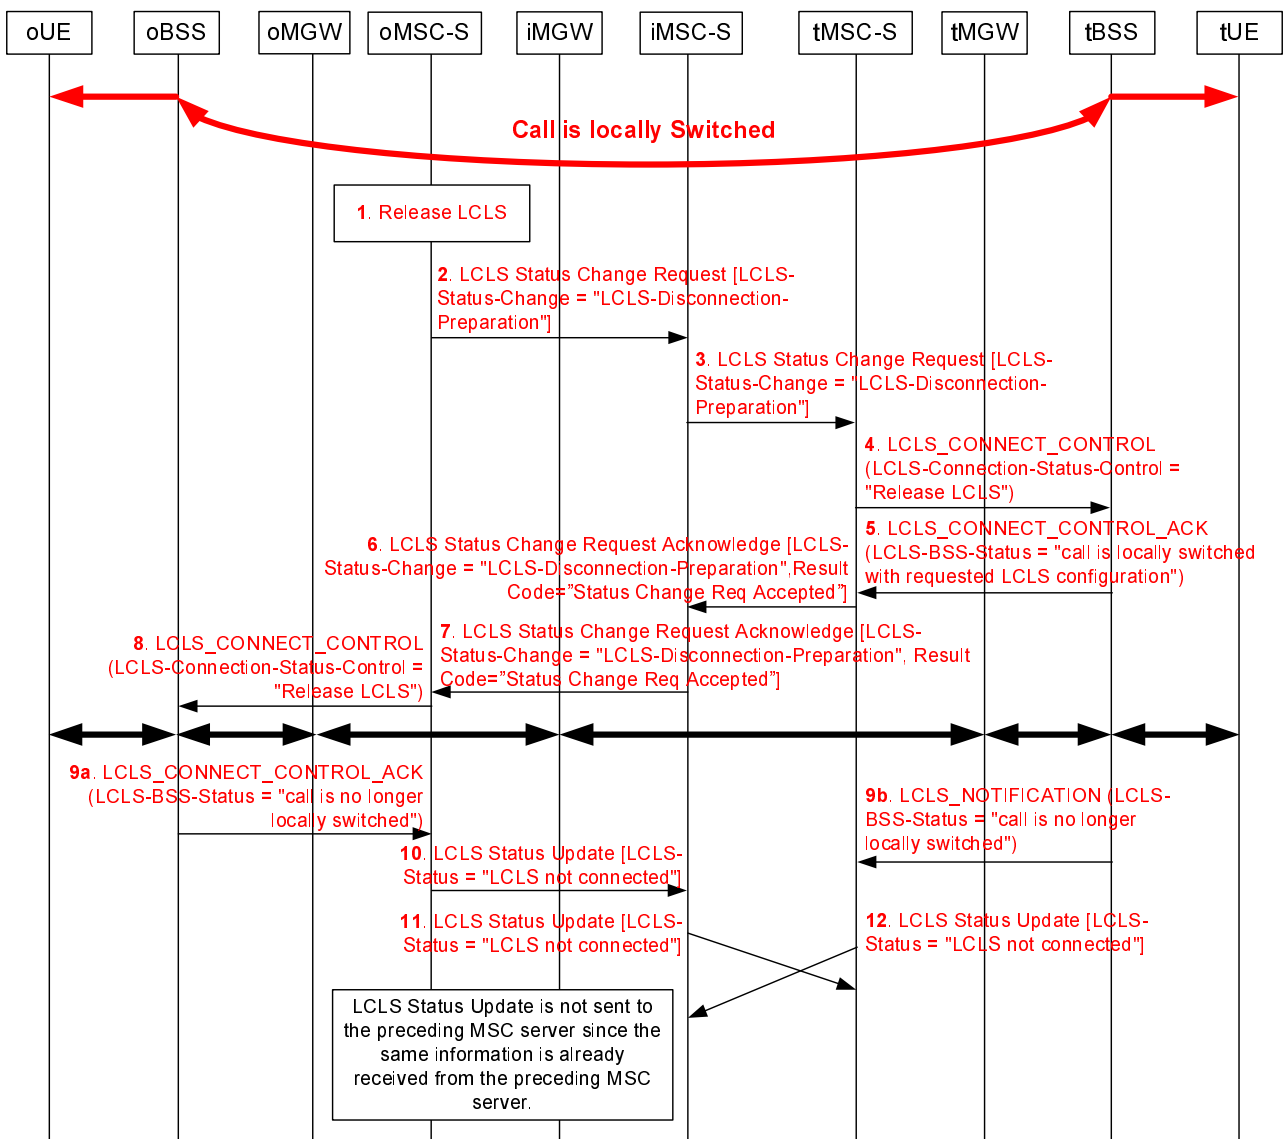 oUE oBSS oMGW oMSC-S iMGW iMSC-S tMSC-S tMGW tBSS tUE
Call is locally Switched
1. Release LCLS
2. LCLS Status Change Request [LCLS-
Status-Change = "LCLS-Disconnection-
Preparation"]
3. LCLS Status Change Request [LCLS-
Status-Change = "LCLS-Disconnection-
Preparation"]
4. LCLS_CONNECT_CONTROL
(LCLS-Connection-Status-Control =
"Release LCLS")
5. LCLS_CONNECT_CONTROL_ACK
(LCLS-BSS-Status = "call is locally switched
with requested LCLS configuration")
6. LCLS Status Change Request Acknowledge [LCLS-
Status-Change = "LCLS-Disconnection-Preparation",Result
Code=”Status Change Req Accepted”]
7. LCLS Status Change Request Acknowledge [LCLS-
Status-Change = "LCLS-Disconnection-Preparation", Result
Code=”Status Change Req Accepted”]
8. LCLS_CONNECT_CONTROL
(LCLS-Connection-Status-Control =
"Release LCLS")
9a. LCLS_CONNECT_CONTROL_ACK
(LCLS-BSS-Status = "call is no longer
locally switched")
9b. LCLS_NOTIFICATION (LCLS-
BSS-Status = "call is no longer
locally switched")
10. LCLS Status Update [LCLS-
Status = "LCLS not connected"]
11. LCLS Status Update [LCLS-
Status = "LCLS not connected"]
12. LCLS Status Update [LCLS-
Status = "LCLS not connected"]
LCLS Status Update is not sent to
the preceding MSC server since the
same information is already
received from the preceding MSC
server.